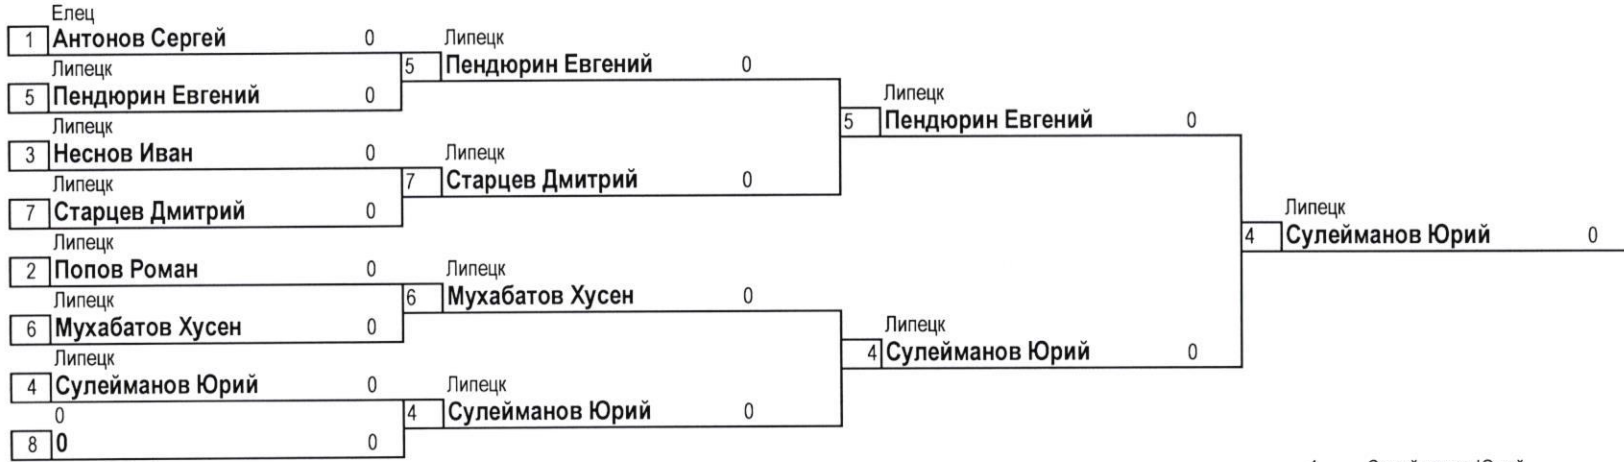 Елец
1 Антонов Сергей 0
Липецк
5 Пендюрин Евгений 0
Липецк
3 Неснов Иван 0
Липецк
7 Старцев Дмитрий 0
Липецк
2 Попов Роман 0
Липецк
6 Мухабатов Хусен 0
Липецк
4 Сулейманов Юрий 0
0
8 0 0
Липецк
5 Пендюрин Евгений 0
Липецк
7 Старцев Дмитрий 0
Липецк
6 Мухабатов Хусен 0
Липецк
4 Сулейманов Юрий 0
Липецк
5 Пендюрин Евгений 0
Липецк
4 Сулейманов Юрий 0
Липецк
4 Сулейманов Юрий 0